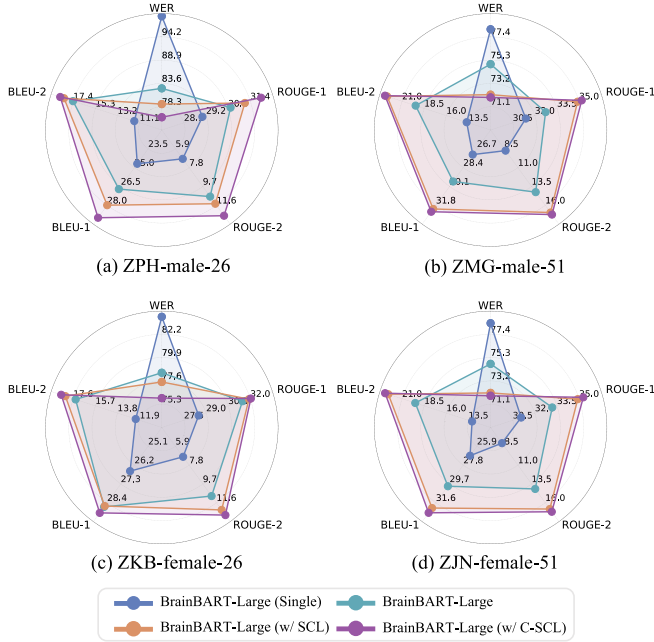 WER
94.2
88.9
83.6
78.3
BLEU-2
17.4
15.3
13.2
11.1
ROUGE-1
31.4
29.2
23.5
5.9
7.8
9.7
11.6
ROUGE-2
26.5
28.0
BLEU-1
(a) ZPH-male-26
WER
77.4
75.3
73.2
71.1
BLEU-2
21.0
18.5
16.0
13.5
ROUGE-1
35.0
33.5
30.5
26.7
28.4
31.8
BLEU-1
8.5
11.0
13.5
16.0
ROUGE-2
(b) ZMG-male-51
WER
82.2
79.9
77.6
75.3
BLEU-2
17.6
15.7
13.8
11.9
ROUGE-1
32.0
29.0
25.1
26.2
27.3
28.4
BLEU-1
5.9
7.8
9.7
11.6
ROUGE-2
(c) ZKB-female-26
WER
77.4
75.3
73.2
71.1
BLEU-2
21.0
18.5
16.0
13.5
ROUGE-1
35.0
33.5
25.9
27.8
29.7
31.6
BLEU-1
8.5
11.0
13.5
16.0
ROUGE-2
(d) ZJN-female-51
BrainBART-Large (Single)
BrainBART-Large
BrainBART-Large (w/ SCL)
BrainBART-Large (w/ C-SCL)